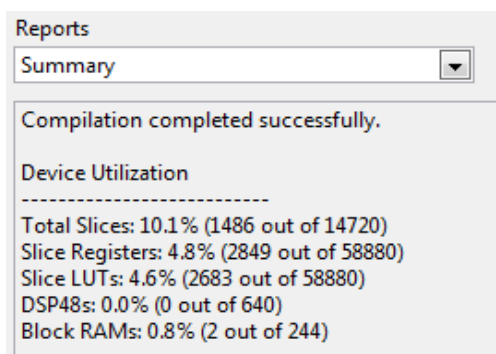 Reports
Summary
Compilation completed successfully.
Device Utilization
---------------------------
Total Slices: 10.1% (1486 out of 14720)
Slice Registers: 4.8% (2849 out of 58880)
Slice LUTs: 4.6% (2683 out of 58880)
DSP48s: 0.0% (0 out of 640)
Block RAMs: 0.8% (2 out of 244)